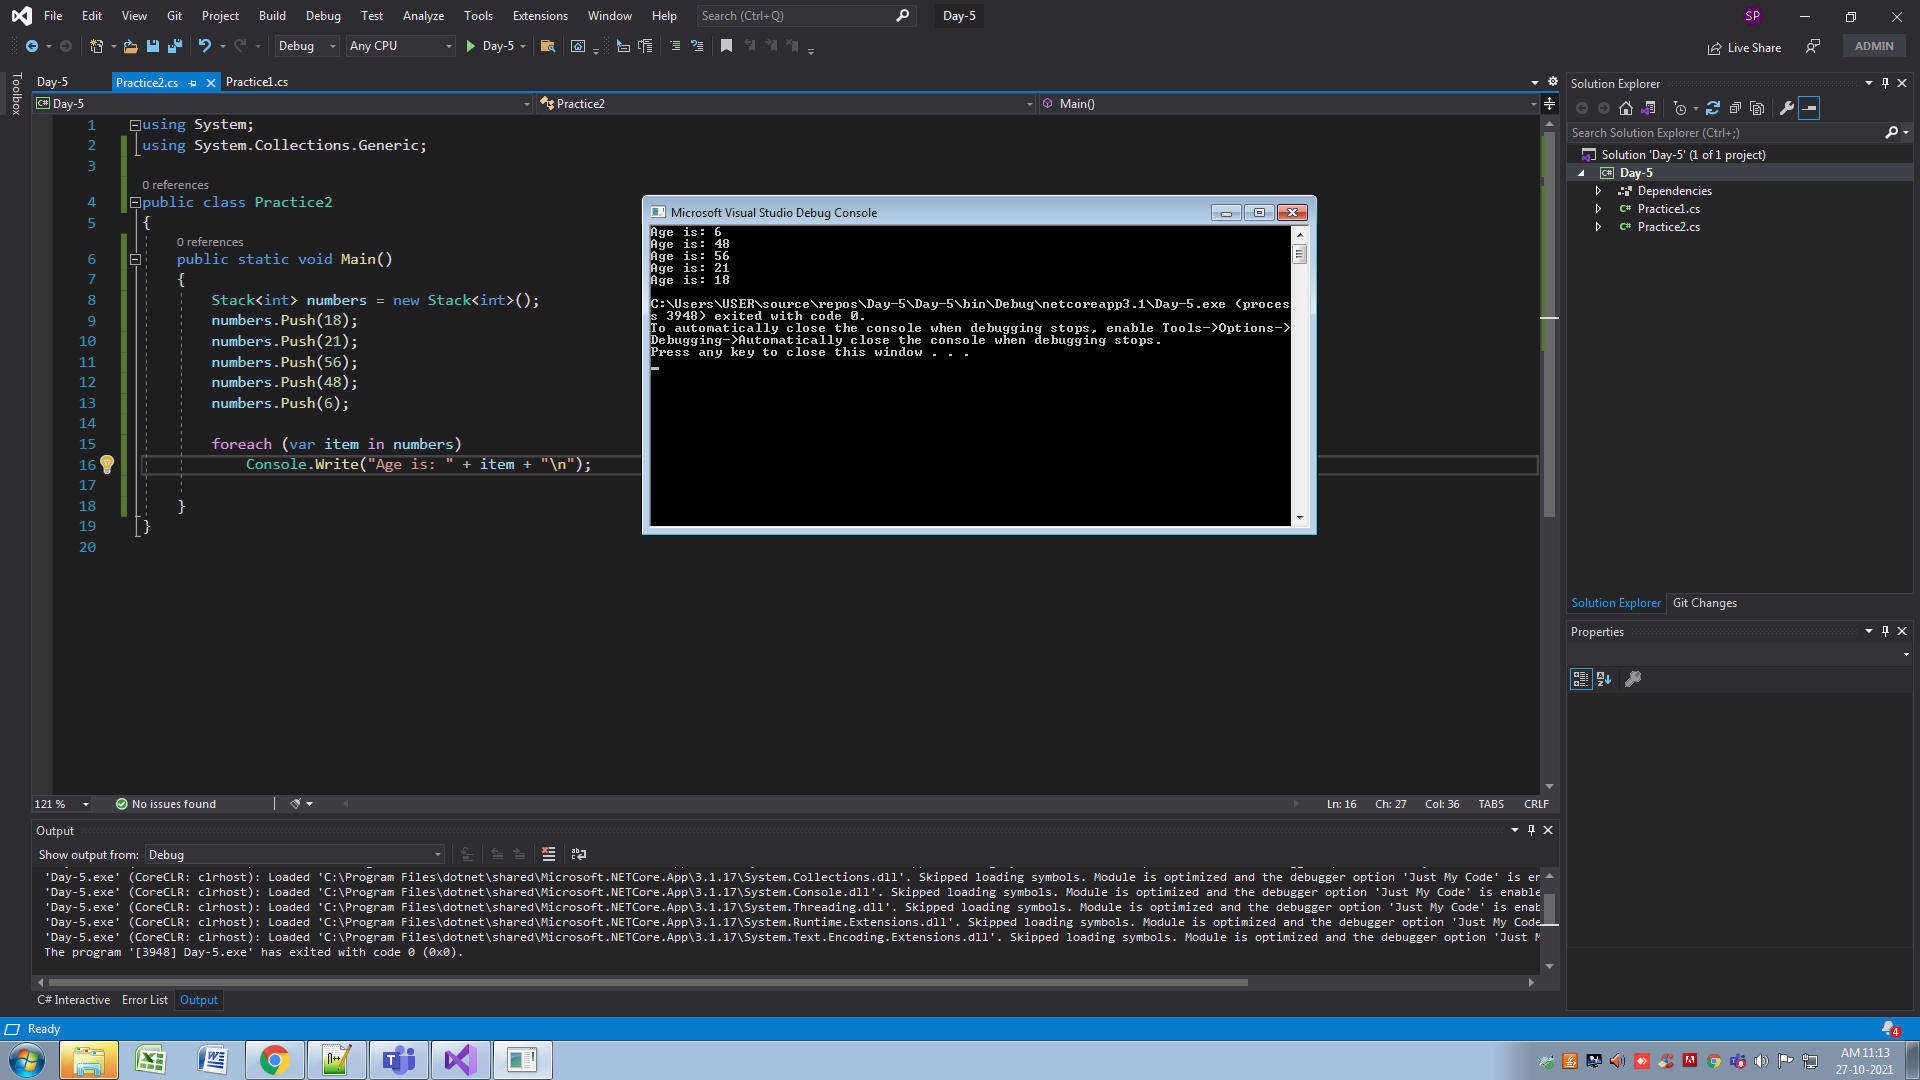 File Edit View Git Project Build Debug Test Analyze Tools Extensions Window Help Search (Ctrl+Q) Day-5 SP
Debug Any CPU Day-5 Live Share ADMIN
Toolbox
Day-5 Practice2.cs Practice1.cs
Day-5 Practice2 Main()
1 using System;
2 using System.Collections.Generic;
3
0 references
4 public class Practice2
5 {
0 references
6 public static void Main()
7 {
8 Stack<int> numbers = new Stack<int>();
9 numbers.Push(18);
10 numbers.Push(21);
11 numbers.Push(56);
12 numbers.Push(48);
13 numbers.Push(6);
14
15 foreach (var item in numbers)
16 Console.Write("Age is: " + item + "\n");
17
18 }
19 }
20
Microsoft Visual Studio Debug Console
Age is: 6
Age is: 48
Age is: 56
Age is: 21
Age is: 18
C:\Users\USER\source\repos\Day-5\Day-5\bin\Debug\netcoreapp3.1\Day-5.exe (proces
s 3948) exited with code 0.
To automatically close the console when debugging stops, enable Tools->Options->
Debugging->Automatically close the console when debugging stops.
Press any key to close this window . . .
Solution Explorer
Search Solution Explorer (Ctrl+;)
Solution 'Day-5' (1 of 1 project)
Day-5
Dependencies
C# Practice1.cs
C# Practice2.cs
Solution Explorer Git Changes
Properties
121 % No issues found Ln: 16 Ch: 27 Col: 36 TABS CRLF
Output
Show output from: Debug
'Day-5.exe' (CoreCLR: clrhost): Loaded 'C:\Program Files\dotnet\shared\Microsoft.NETCore.App\3.1.17\System.Collections.dll'. Skipped loading symbols. Module is optimized and the debugger option 'Just My Code' is er
'Day-5.exe' (CoreCLR: clrhost): Loaded 'C:\Program Files\dotnet\shared\Microsoft.NETCore.App\3.1.17\System.Console.dll'. Skipped loading symbols. Module is optimized and the debugger option 'Just My Code' is enable
'Day-5.exe' (CoreCLR: clrhost): Loaded 'C:\Program Files\dotnet\shared\Microsoft.NETCore.App\3.1.17\System.Threading.dll'. Skipped loading symbols. Module is optimized and the debugger option 'Just My Code' is enab
'Day-5.exe' (CoreCLR: clrhost): Loaded 'C:\Program Files\dotnet\shared\Microsoft.NETCore.App\3.1.17\System.Runtime.Extensions.dll'. Skipped loading symbols. Module is optimized and the debugger option 'Just My Code
'Day-5.exe' (CoreCLR: clrhost): Loaded 'C:\Program Files\dotnet\shared\Microsoft.NETCore.App\3.1.17\System.Text.Encoding.Extensions.dll'. Skipped loading symbols. Module is optimized and the debugger option 'Just M
The program '[3948] Day-5.exe' has exited with code 0 (0x0).
C# Interactive Error List Output
Ready 4
AM 11:13
27-10-2021